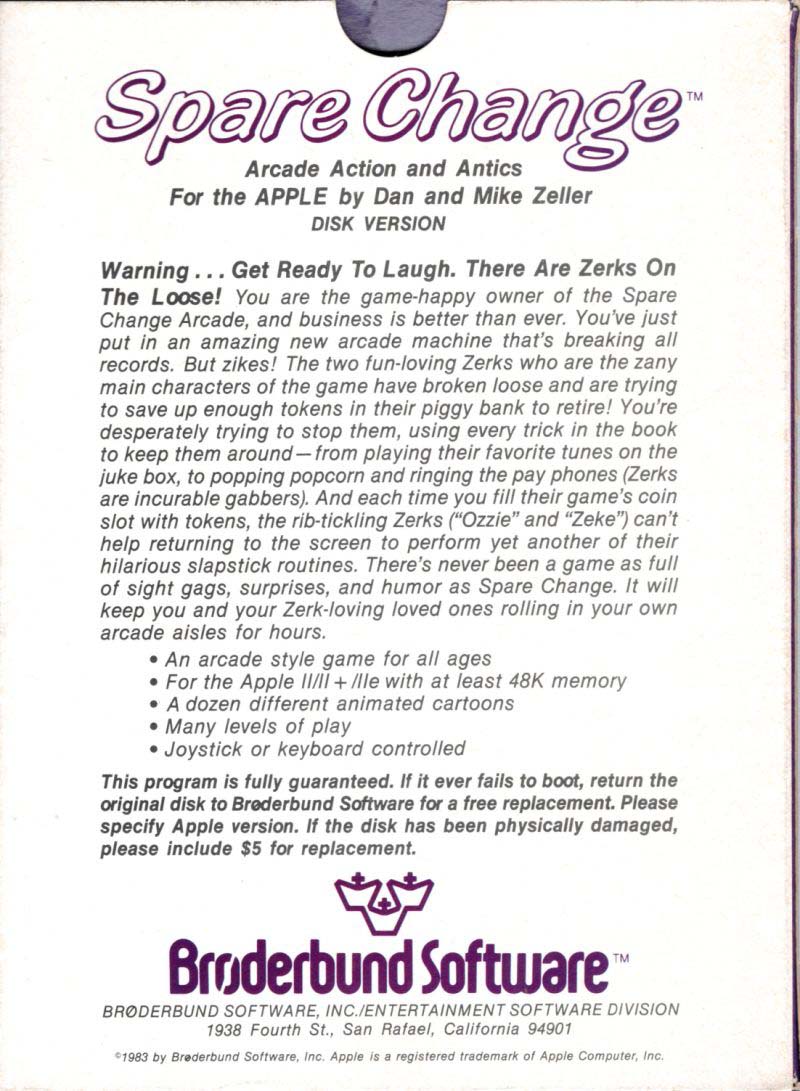 Spare Change™
Arcade Action and Antics
For the APPLE by Dan and Mike Zeller
DISK VERSION
Warning . . . Get Ready To Laugh. There Are Zerks On
The Loose! You are the game-happy owner of the Spare
Change Arcade, and business is better than ever. You've just
put in an amazing new arcade machine that's breaking all
records. But zikes! The two fun-loving Zerks who are the zany
main characters of the game have broken loose and are trying
to save up enough tokens in their piggy bank to retire! You're
desperately trying to stop them, using every trick in the book
to keep them around—from playing their favorite tunes on the
juke box, to popping popcorn and ringing the pay phones (Zerks
are incurable gabbers). And each time you fill their game's coin
slot with tokens, the rib-tickling Zerks (“Ozzie” and “Zeke”) can't
help returning to the screen to perform yet another of their
hilarious slapstick routines. There's never been a game as full
of sight gags, surprises, and humor as Spare Change. It will
keep you and your Zerk-loving loved ones rolling in your own
arcade aisles for hours.
• An arcade style game for all ages
• For the Apple II/II + /IIe with at least 48K memory
• A dozen different animated cartoons
• Many levels of play
• Joystick or keyboard controlled
This program is fully guaranteed. If it ever fails to boot, return the
original disk to Brøderbund Software for a free replacement. Please
specify Apple version. If the disk has been physically damaged,
please include $5 for replacement.
Brøderbund Software™
BRØDERBUND SOFTWARE, INC./ENTERTAINMENT SOFTWARE DIVISION
1938 Fourth St., San Rafael, California 94901
©1983 by Brøderbund Software, Inc. Apple is a registered trademark of Apple Computer, Inc.